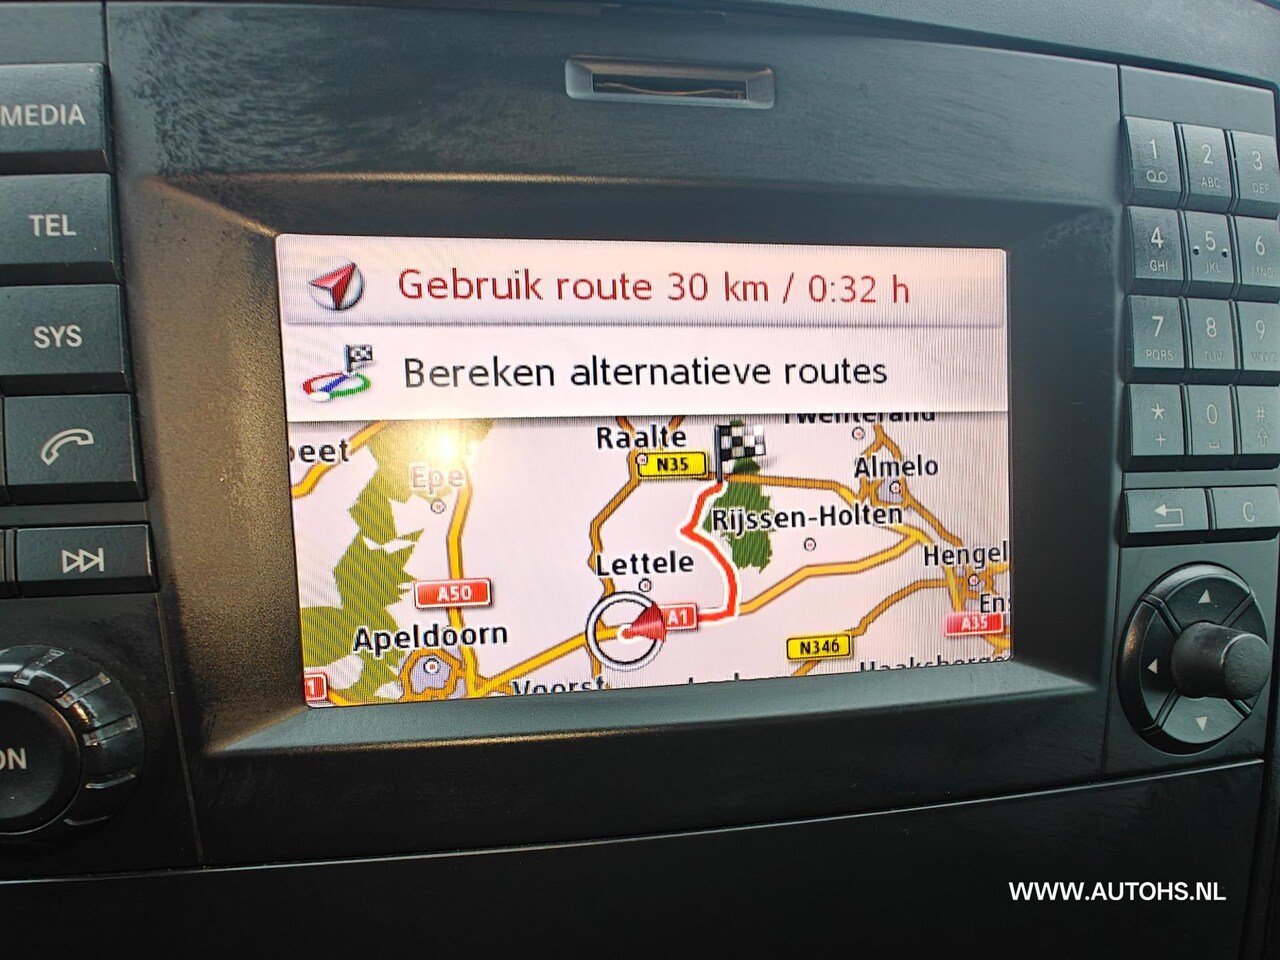 MEDIA
TEL
SYS
ON
Gebruik route 30 km / 0:32 h
Bereken alternatieve routes
Raalte
N35
Almelo
Epe
Rijssen-Holten
Lettele
Hengel
A50
A1
A35
Apeldoorn
N346
1
2
ABC
3
DEF
4
GHI
5
JKL
6
MNO
7
PQRS
8
TUV
9
*
+
0
#
C
WWW.AUTOHS.NL